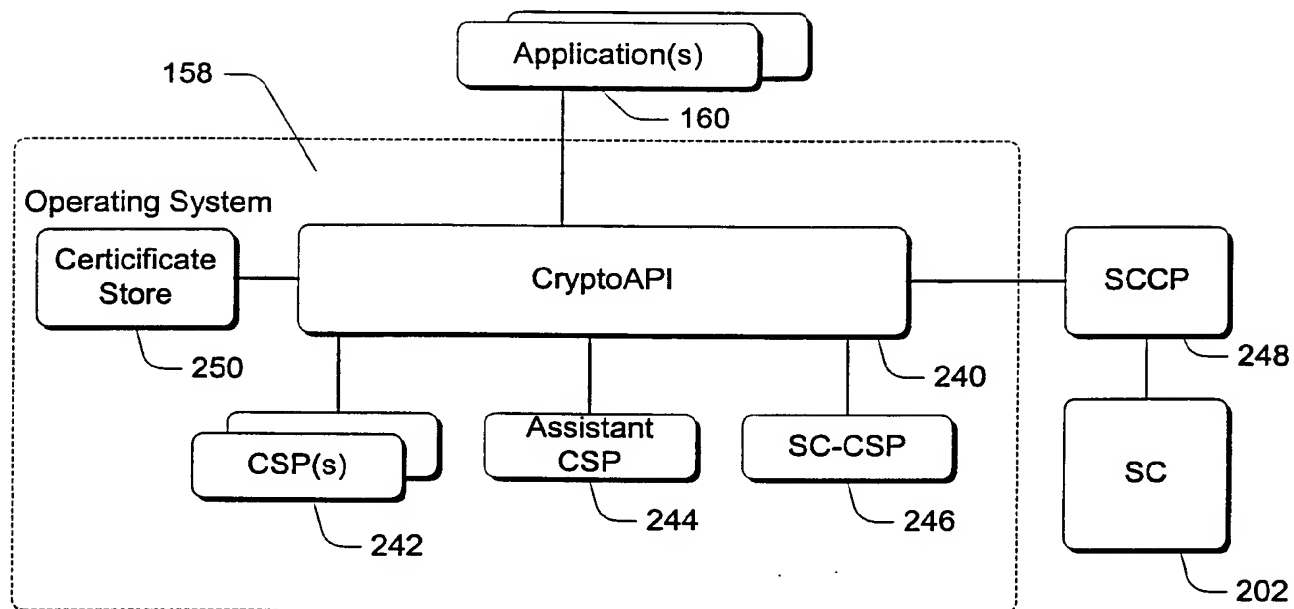 Application(s)
158
160
Operating System
Certicificate
Store
CryptoAPI
SCCP
250
240
248
Assistant
CSP
SC-CSP
CSP(s)
SC
244
246
242
202